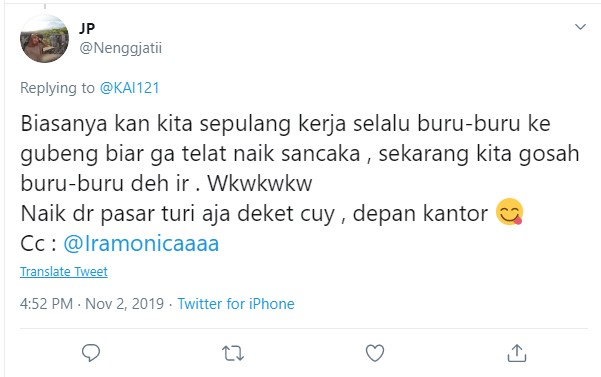 JP
@Nenggjatii
Replying to @KAI121
Biasanya kan kita sepulang kerja selalu buru-buru ke
gubeng biar ga telat naik sancaka , sekarang kita gosah
buru-buru deh ir . Wkwkwkw
Naik dr pasar turi aja deket cuy , depan kantor 😋
Cc : @Iramonicaaaa
Translate Tweet
4:52 PM · Nov 2, 2019 · Twitter for iPhone